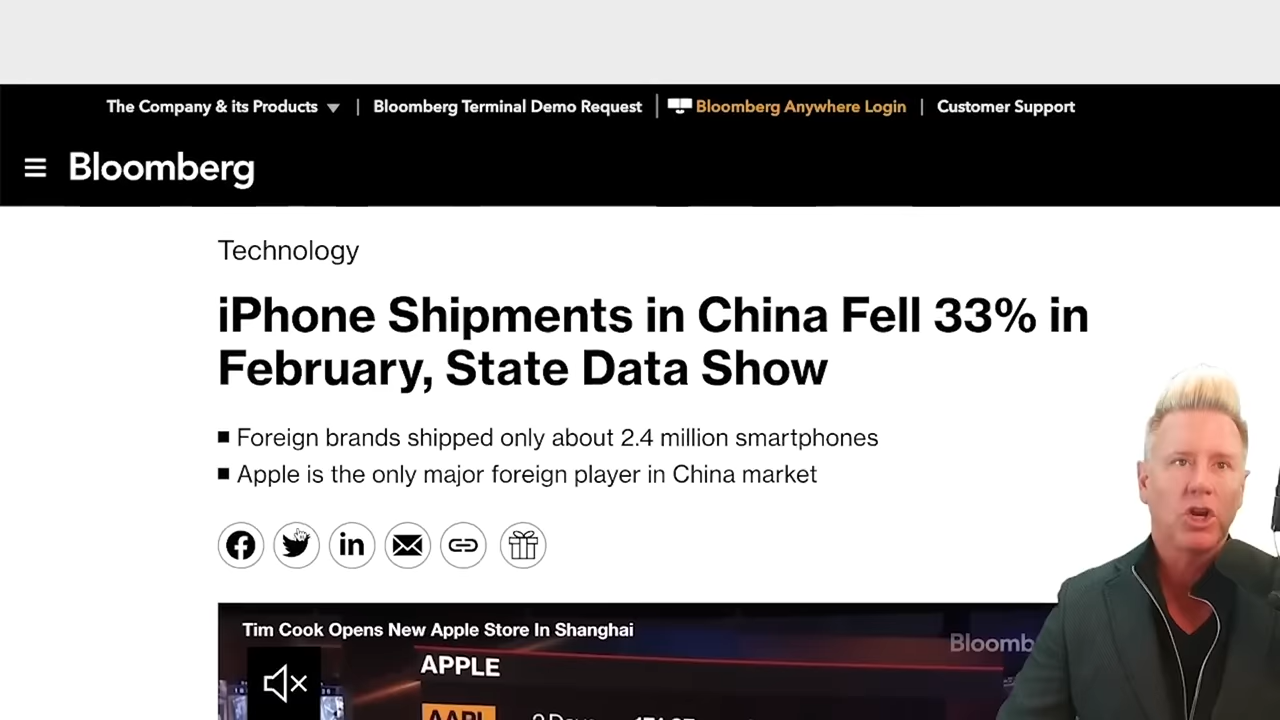 The Company & its Products
Bloomberg Terminal Demo Request
Bloomberg Anywhere Login
Customer Support
Bloomberg
Technology
iPhone Shipments in China Fell 33% in
February, State Data Show
Foreign brands shipped only about 2.4 million smartphones
Apple is the only major foreign player in China market
Tim Cook Opens New Apple Store In Shanghai
APPLE
AAPL